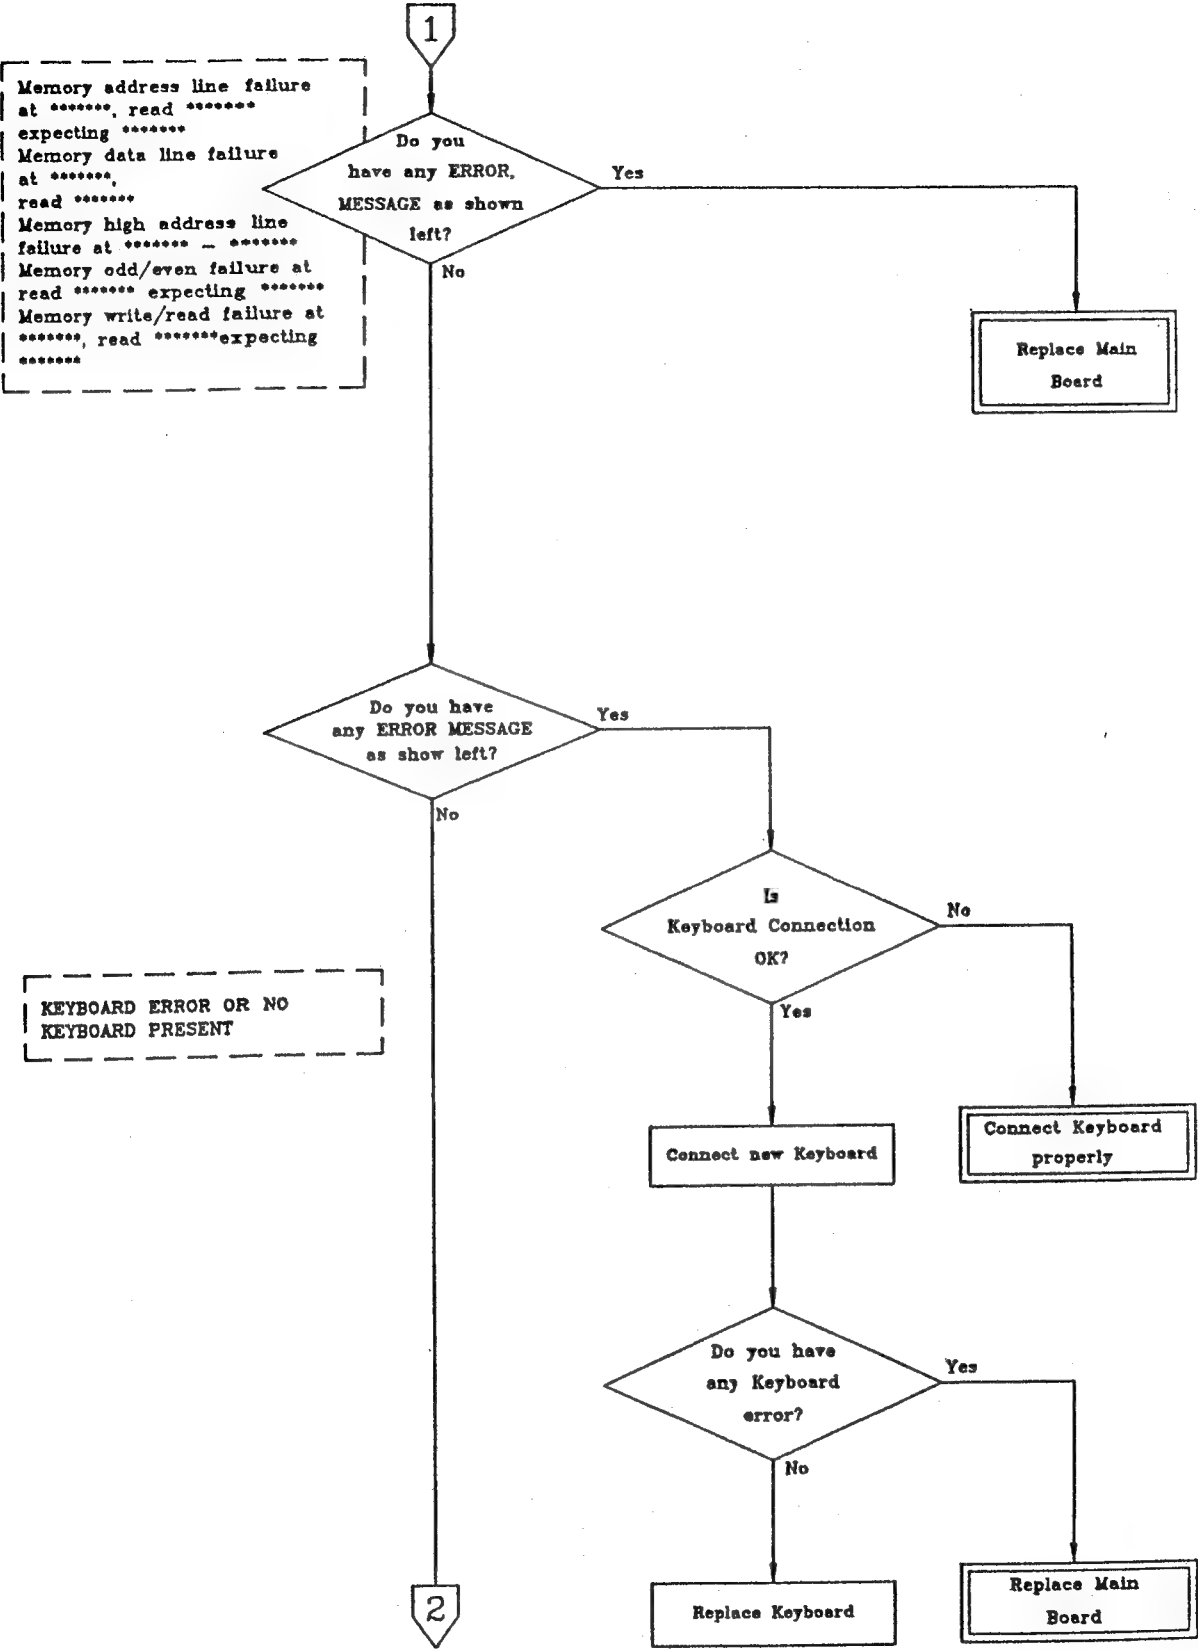 1
Memory address line failure
at *******, read *******
expecting *******
Memory data line failure
at *******,
read *******
Memory high address line
failure at ******* — *******
Memory odd/even failure at
read ******* expecting *******
Memory write/read failure at
*******, read *******expecting
*******
Do you
have any ERROR,
MESSAGE as shown
left?
Yes
No
Replace Main
Board
Do you have
any ERROR MESSAGE
as show left?
Yes
No
Is
Keyboard Connection
OK?
No
Yes
KEYBOARD ERROR OR NO
KEYBOARD PRESENT
Connect new Keyboard
Connect Keyboard
properly
Do you have
any Keyboard
error?
Yes
No
2
Replace Keyboard
Replace Main
Board